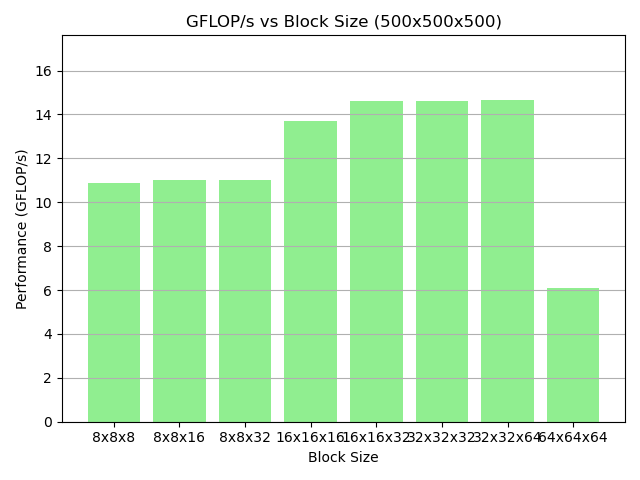 GFLOP/s vs Block Size (500x500x500)
Performance (GFLOP/s)
16
14
12
10
8
6
4
2
0
8x8x8 8x8x16 8x8x32 16x16x16 16x16x32 32x32x32 32x32x64 64x64x64
Block Size